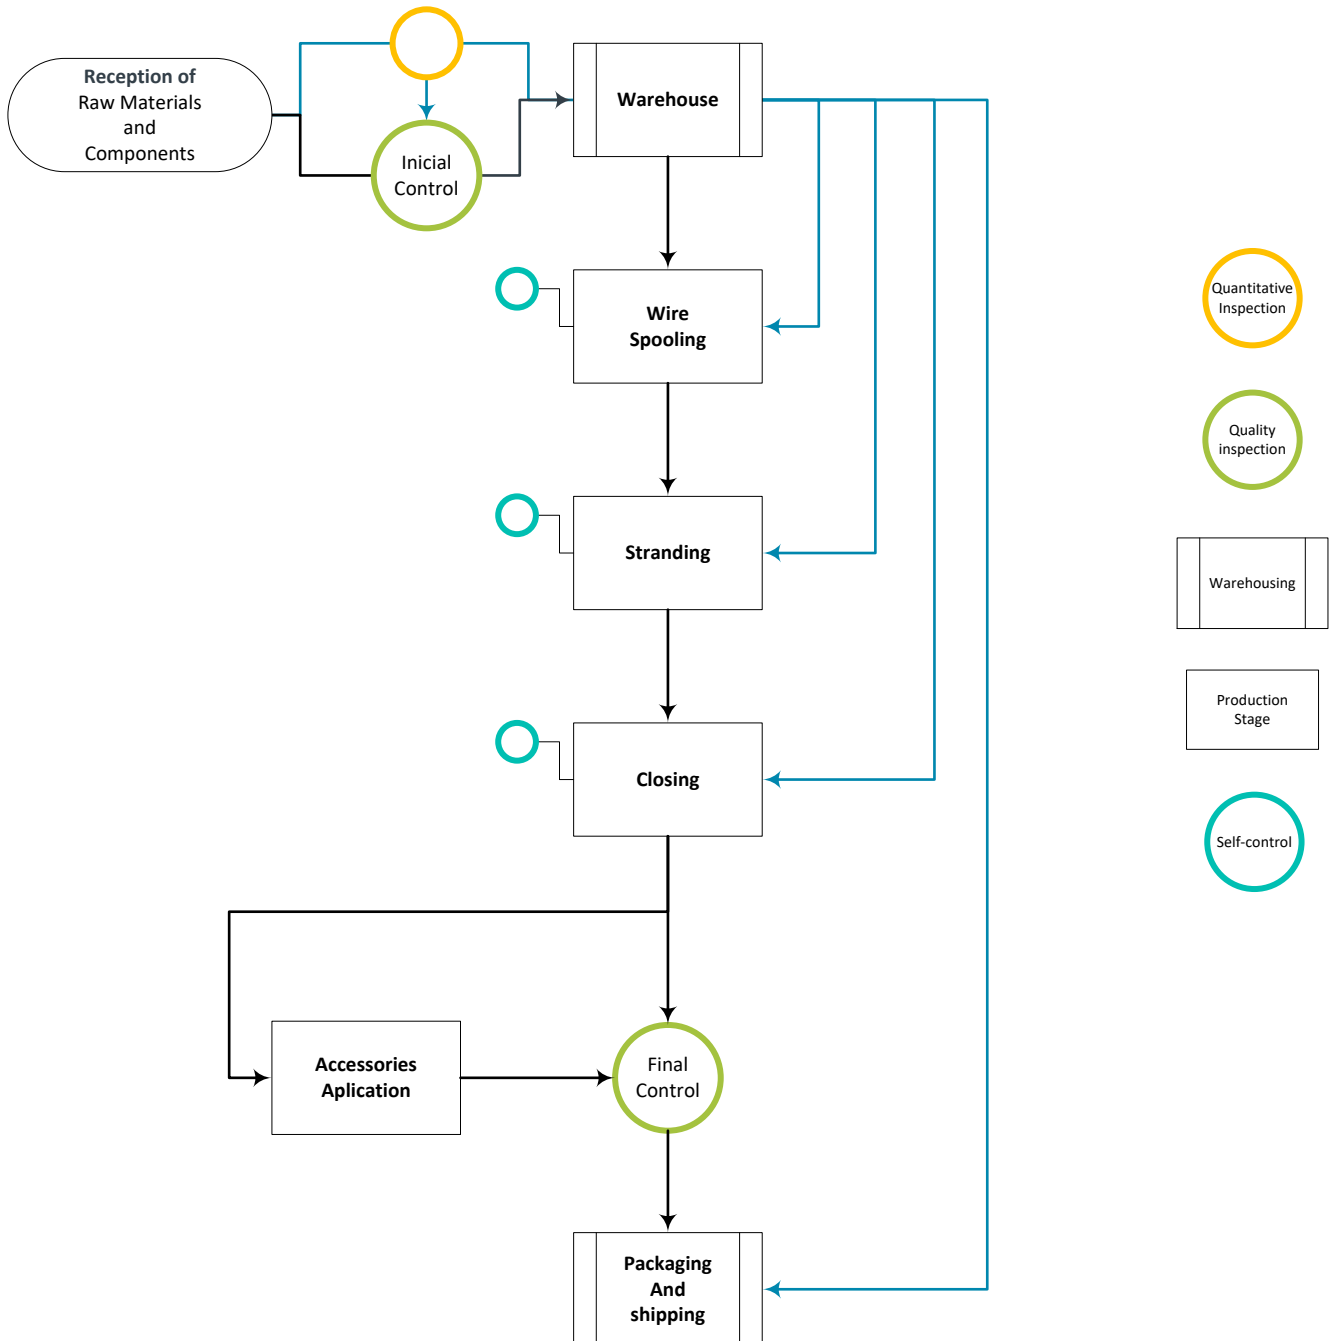 Reception of
Raw Materials
and
Components
Inicial
Control
Warehouse
Wire
Spooling
Stranding
Closing
Accessories
Aplication
Final
Control
Packaging
And
shipping
Quantitative
Inspection
Quality
inspection
Warehousing
Production
Stage
Self-control